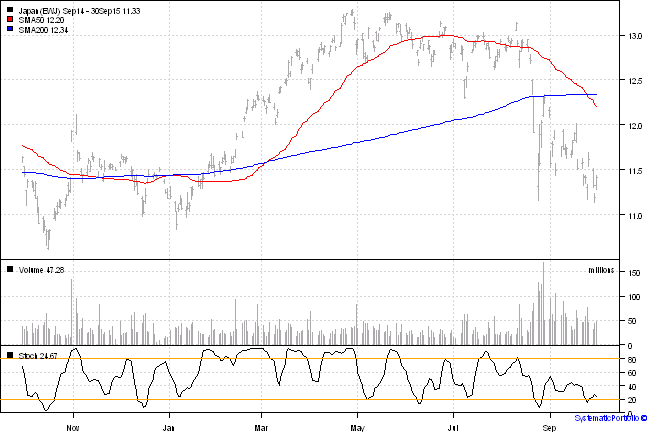 Japan (EWJ) Sep14 - 30Sep15 11.33
SMA50 12.20
SMA200 12.34
13.0
12.5
12.0
11.5
11.0
Volume 47.28
millions
150
100
50
0
Stoch 24.67
80
60
40
20
0
Nov Jan Mar May Jul Sep
SystematicPortfolio ©